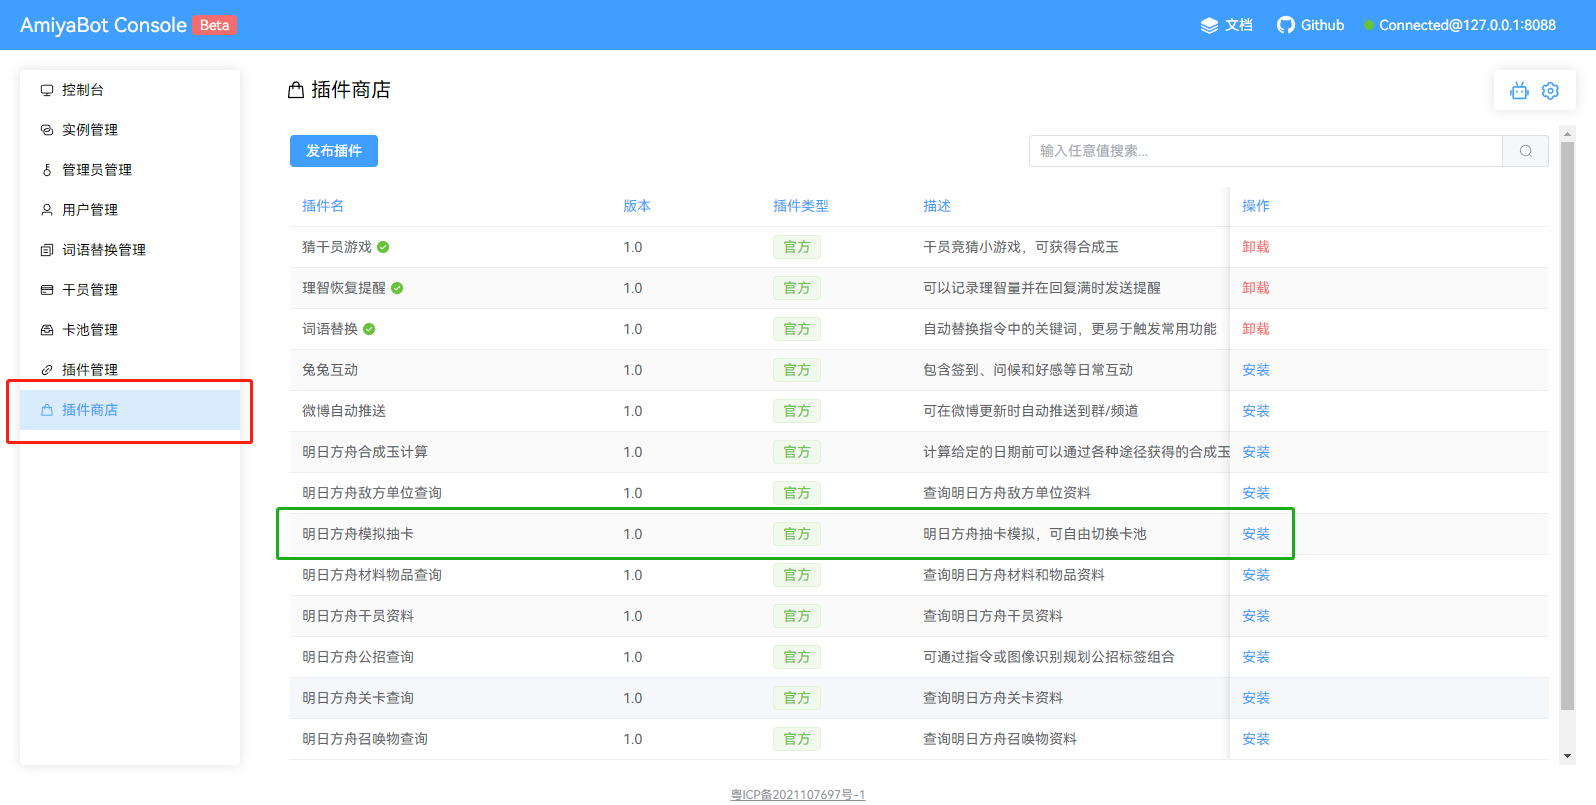 AmiyaBot Console Beta
文档 Github Connected@127.0.0.1:8088
控制台
实例管理
管理员管理
用户管理
词语替换管理
干员管理
卡池管理
插件管理
插件商店
插件商店
发布插件 输入任意值搜索...
插件名 版本 插件类型 描述 操作
猜干员游戏 1.0 官方 干员竞猜小游戏，可获得合成玉 卸载
理智恢复提醒 1.0 官方 可以记录理智量并在回复满时发送提醒 卸载
词语替换 1.0 官方 自动替换指令中的关键词，更易于触发常用功能 卸载
兔兔互动 1.0 官方 包含签到、问候和好感等日常互动 安装
微博自动推送 1.0 官方 可在微博更新时自动推送到群/频道 安装
明日方舟合成玉计算 1.0 官方 计算给定的日期前可以通过各种途径获得的合成玉 安装
明日方舟敌方单位查询 1.0 官方 查询明日方舟敌方单位资料 安装
明日方舟模拟抽卡 1.0 官方 明日方舟抽卡模拟，可自由切换卡池 安装
明日方舟材料物品查询 1.0 官方 查询明日方舟材料和物品资料 安装
明日方舟干员资料 1.0 官方 查询明日方舟干员资料 安装
明日方舟公招查询 1.0 官方 可通过指令或图像识别规划公招标签组合 安装
明日方舟关卡查询 1.0 官方 查询明日方舟关卡资料 安装
明日方舟召唤物查询 1.0 官方 查询明日方舟召唤物资料 安装
粤ICP备2021107697号-1